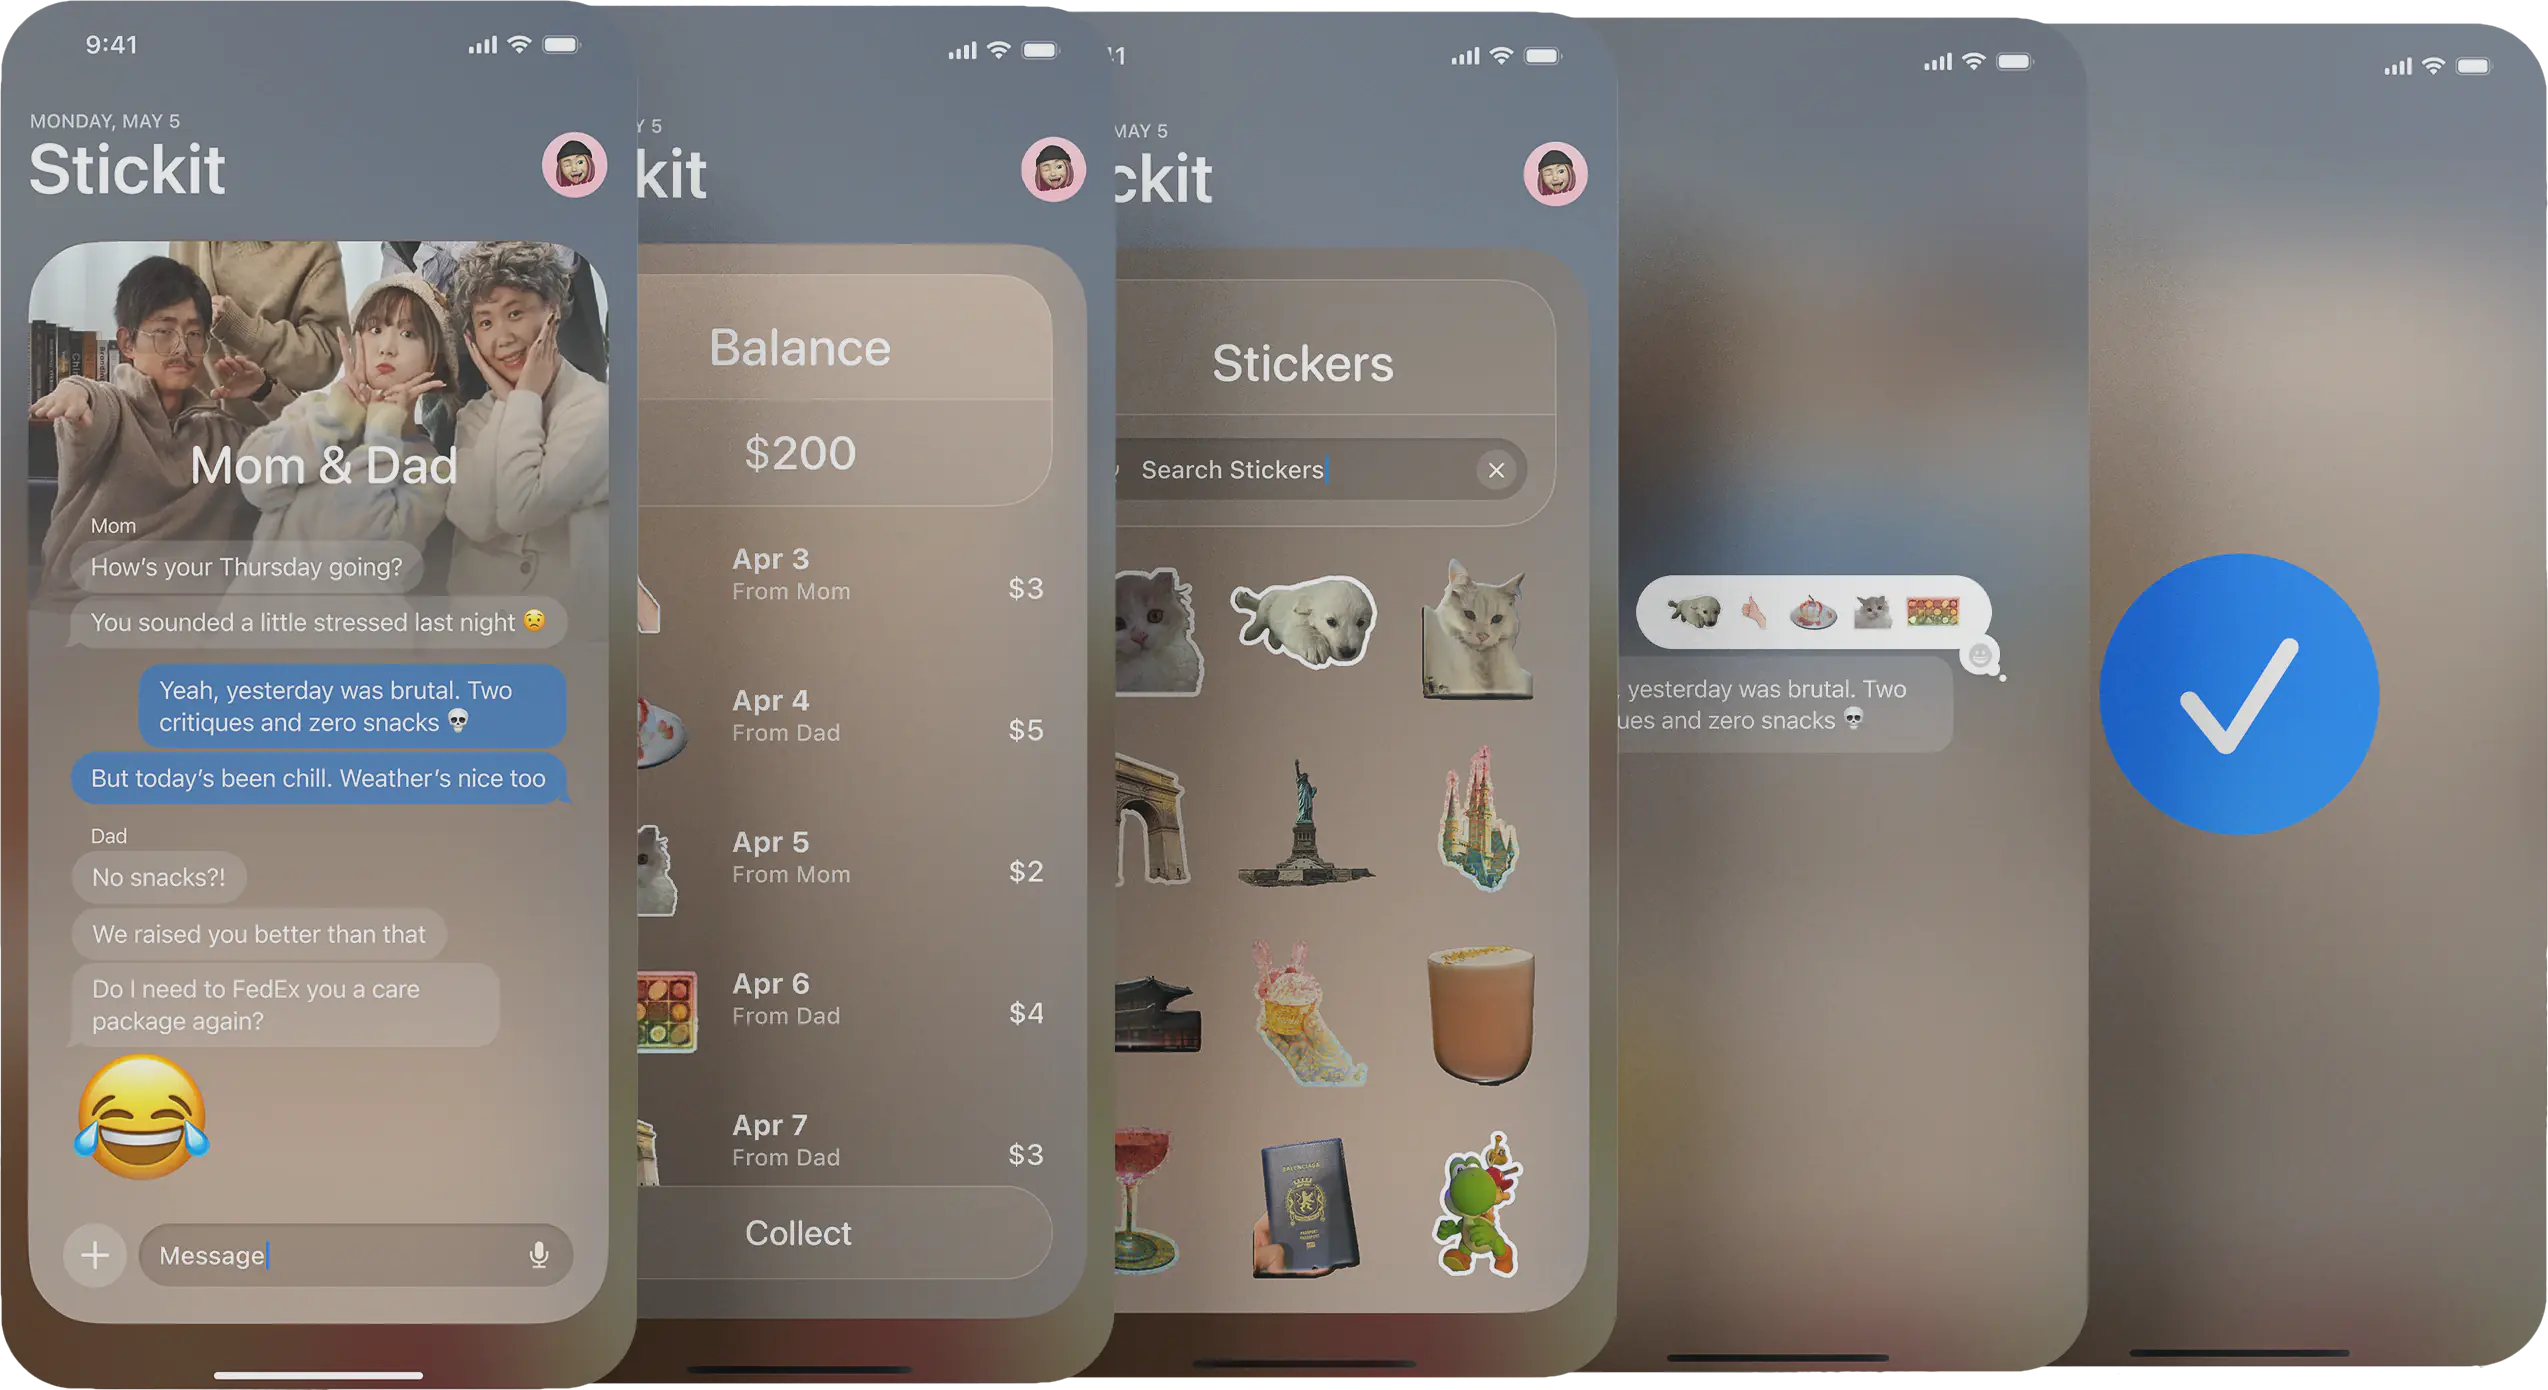 9:41
MONDAY, MAY 5
Stickit
Mom & Dad
Mom
How's your Thursday going?
You sounded a little stressed last night 😟
Yeah, yesterday was brutal. Two
critiques and zero snacks 💀
But today's been chill. Weather's nice too
Dad
No snacks?!
We raised you better than that
Do I need to FedEx you a care
package again?
Message
Y 5
kit
Balance
$200
Apr 3
From Mom
$3
Apr 4
From Dad
$5
Apr 5
From Mom
$2
Apr 6
From Dad
$4
Apr 7
From Dad
$3
Collect
1
MAY 5
ckit
Stickers
Search Stickers
BALENCIAGA
, yesterday was brutal. Two
ues and zero snacks 💀